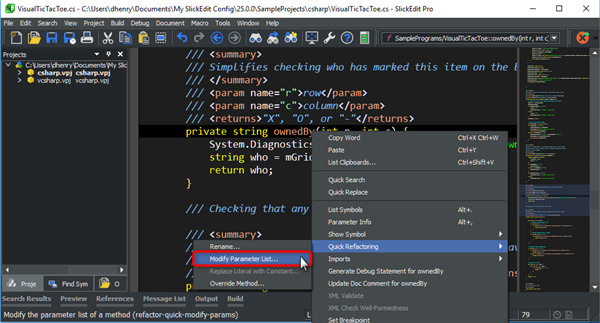 VisualTicTacToe.cs - C:\Users\dhenry\Documents\My SlickEdit Config\25.0.0\SampleProjects\csharp\VisualTicTacToe.cs - SlickEdit Pro
File Edit Search View Project Build Debug Document Macro Tools Window Help
SamplePrograms/VisualTicTacToe::ownedBy(int r, int c)
Projects
C:\Users\dhenry\Documents\My Slick
csharp.vpj csharp.vpj
vcsharp.vpj vcsharp.vpj
/// <summary>
/// Simplifies checking who has marked this item on the b
/// </summary>
/// <param name="r">row</param>
/// <param name="c">column</param>
/// <returns>"X", "O", or "-"</returns>
private string ownedBy(int r, int c) {
System.Diagnostics
string who = mGri
return who;
}
/// Checking that any
/// <summary>
Copy Word Ctrl+X Ctrl+W
Paste Ctrl+Y
List Clipboards... Ctrl+Shift+V
Quick Search
Quick Replace
List Symbols Alt+.
Parameter Info Alt+,
Show Symbol
Quick Refactoring
Imports
Generate Debug Statement for ownedBy
Update Doc Comment for ownedBy
XML Validate
XML Check Well-Formedness
Set Breakpoint
Rename...
Modify Parameter List...
Replace Literal with Constant...
Override Method...
Proje Find Sym O
Search Results Preview References Message List Output Debug
Modify the parameter list of a method (refactor-quick-modify-params) 79